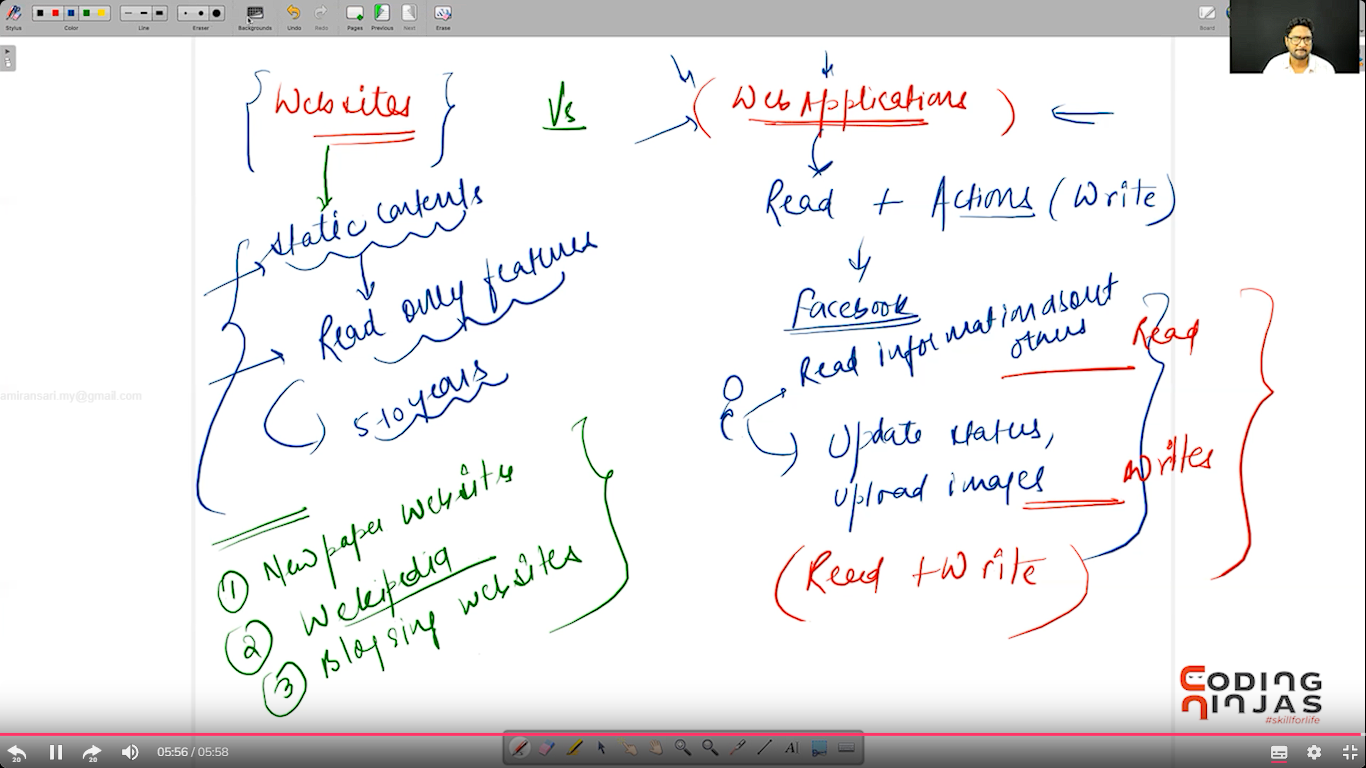 Stylus
Color
Line
Eraser
Backgrounds
Undo
Redo
Pages
Previous
Next
Erase
Board
Websites
Vs
(Web Applications)
static contents
Read only features
5-10 years
Read + Actions (Write)
Facebook
Read information about
others
Read
Update status,
upload images
Writes
(Read + Write)
amiransari.my@gmail.com
① Newpaper websites
② Wekipedia
③ Blogsing websites
CODING
NINJAS
#skillforlife
20
20
05:56 / 05:58